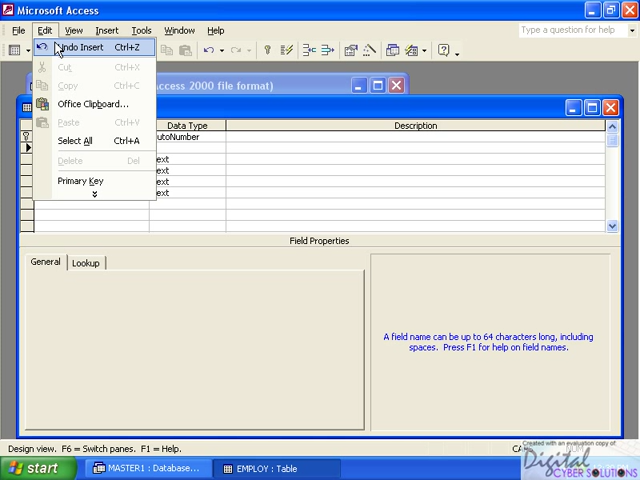 Microsoft Access
File Edit View Insert Tools Window Help
Type a question for help
Undo Insert Ctrl+Z
Cut Ctrl+X
Copy Ctrl+C
Office Clipboard...
Paste Ctrl+V
Select All Ctrl+A
Delete Del
Primary Key
Access 2000 file format)
Data Type Description
utoNumber
ext
ext
ext
ext
Field Properties
General Lookup
A field name can be up to 64 characters long, including
spaces. Press F1 for help on field names.
Design view. F6 = Switch panes. F1 = Help.
NUM
Created with an evaluation copy of
Digital
CYBER SOLUTIONS
start
MASTER1 : Database...
EMPLOY : Table